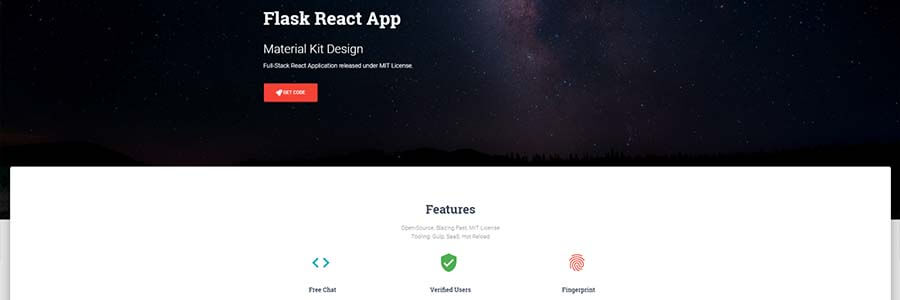 Flask React App
Material Kit Design
Full-Stack React Application released under MIT License.
GET CODE
Features
Open-Source, Blazing Fast, MIT License
Tooling: Gulp, SaaS, Hot Reload
Free Chat
Verified Users
Fingerprint